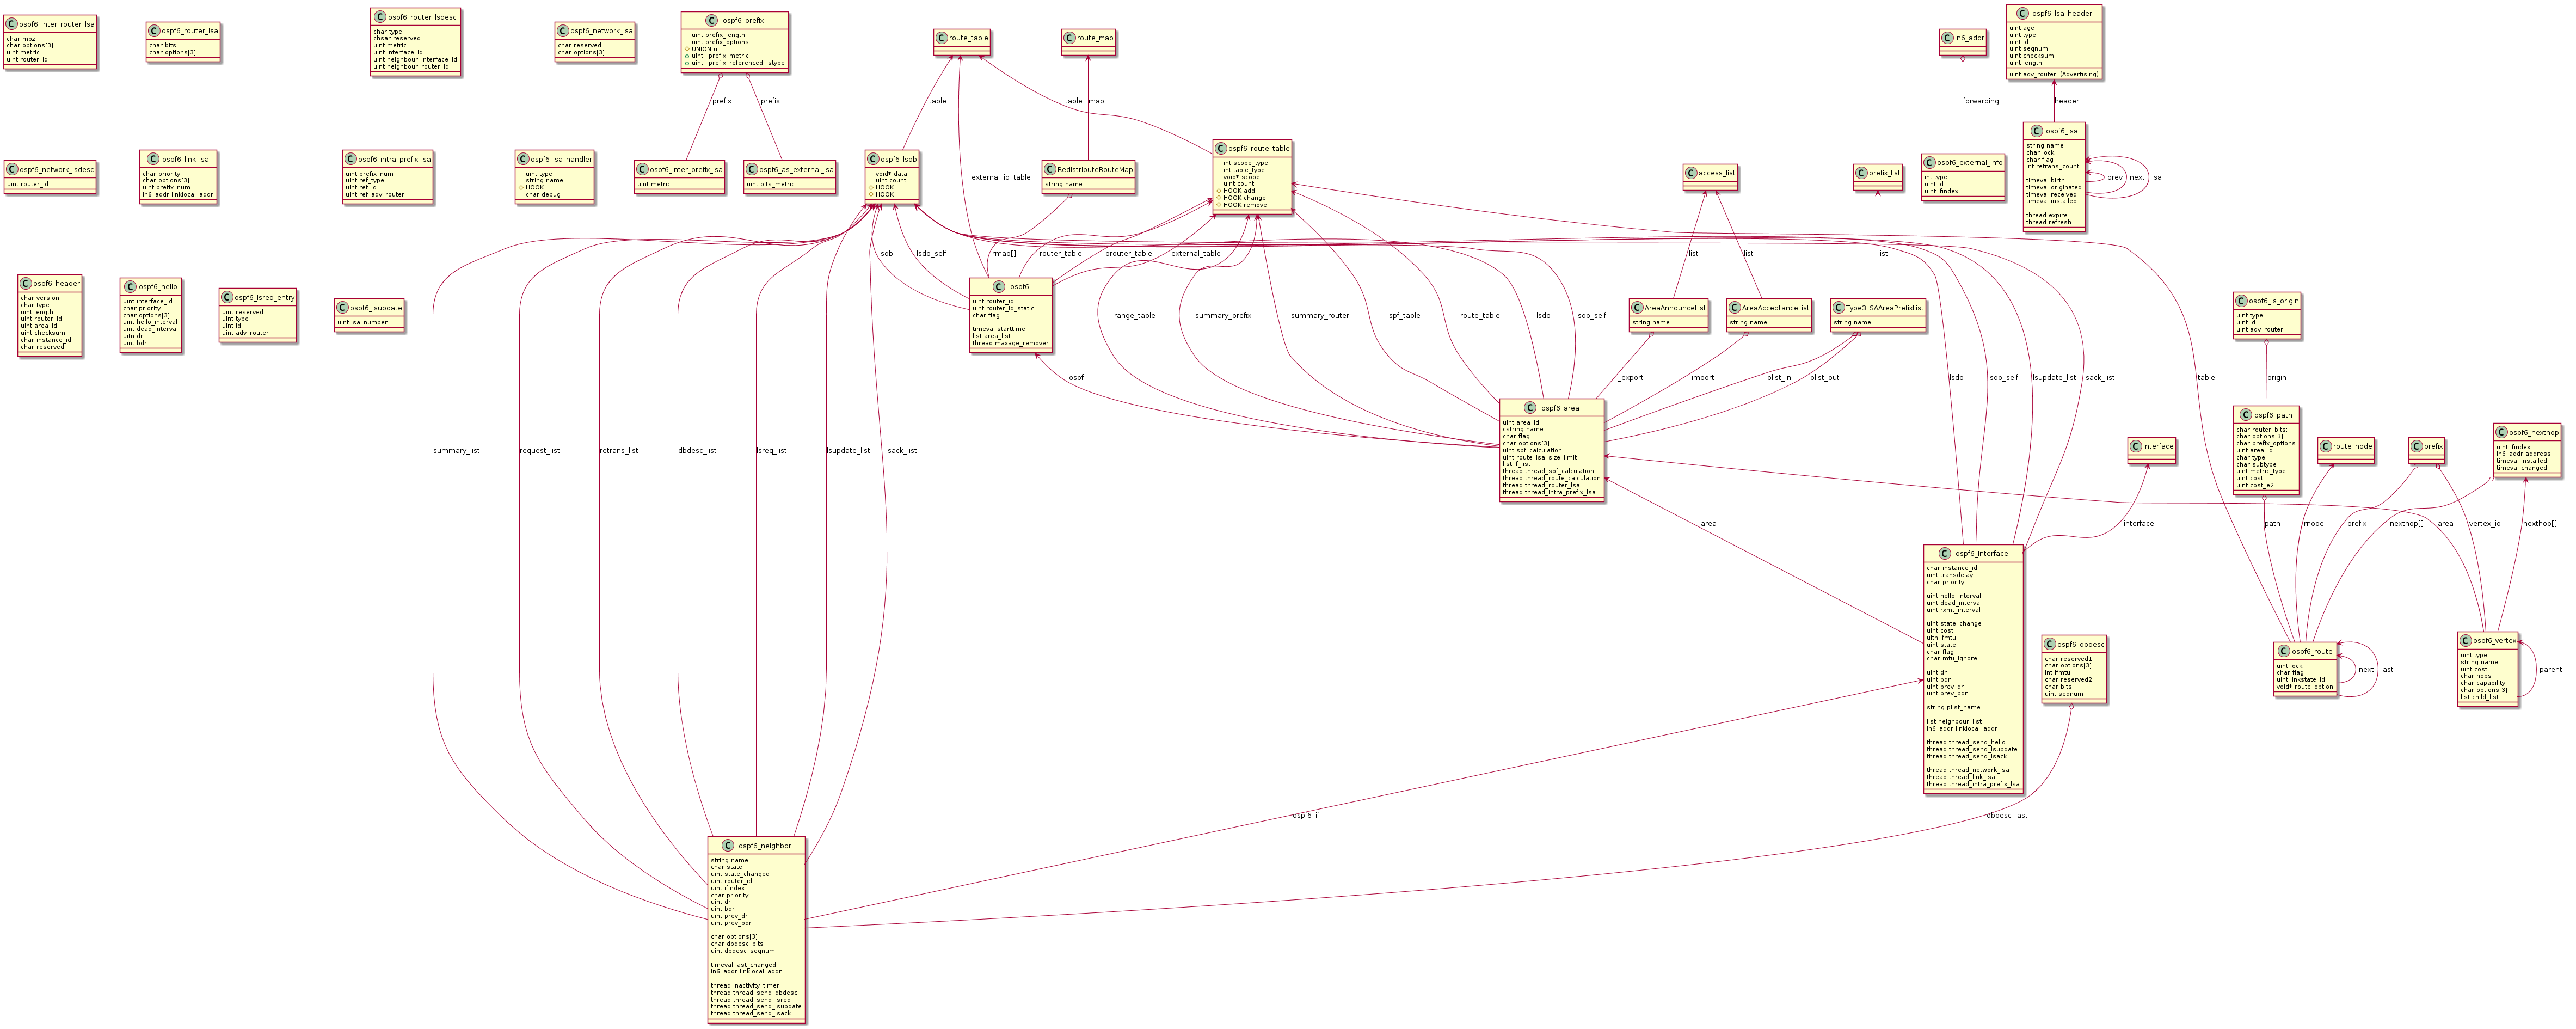 C ospf6_inter_router_lsa
char mbz
char options[3]
uint metric
uint router_id
C ospf6_router_lsa
char bits
char options[3]
C ospf6_router_lsdesc
char type
chsar reserved
uint metric
uint interface_id
uint neighbour_interface_id
uint neighbour_router_id
C ospf6_network_lsa
char reserved
char options[3]
C ospf6_prefix
uint prefix_length
uint prefix_options
UNION u
uint _prefix_metric
uint _prefix_referenced_lstype
C route_table
C route_map
C in6_addr
C ospf6_lsa_header
uint age
uint type
uint id
uint seqnum
uint checksum
uint length
uint adv_router '(Advertising)
prefix
prefix
table
external_id_table
table
map
forwarding
header
C ospf6_network_lsdesc
uint router_id
C ospf6_link_lsa
char priority
char options[3]
uint prefix_num
in6_addr linklocal_addr
C ospf6_intra_prefix_lsa
uint prefix_num
uint ref_type
uint ref_id
uint ref_adv_router
C ospf6_lsa_handler
uint type
string name
HOOK
char debug
C ospf6_inter_prefix_lsa
uint metric
C ospf6_as_external_lsa
uint bits_metric
C ospf6_lsdb
void* data
uint count
HOOK
HOOK
C RedistributeRouteMap
string name
C ospf6_route_table
int scope_type
int table_type
void* scope
uint count
HOOK add
HOOK change
HOOK remove
C access_list
C prefix_list
C ospf6_external_info
int type
uint id
uint ifindex
C ospf6_lsa
string name
char lock
char flag
int retrans_count
timeval birth
timeval originated
timeval received
timeval installed
thread expire
thread refresh
prev
next
lsa
lsdb
lsdb_self
rmap[]
router_table
brouter_table
external_table
list
list
list
C ospf6_header
char version
char type
uint length
uint router_id
uint area_id
uint checksum
char instance_id
char reserved
C ospf6_hello
uint interface_id
char priority
char options[3]
uint hello_interval
uint dead_interval
uitn dr
uint bdr
C ospf6_lsreq_entry
uint reserved
uint type
uint id
uint adv_router
C ospf6_lsupdate
uint lsa_number
C ospf6
uint router_id
uint router_id_static
char flag
timeval starttime
list area_list
thread maxage_remover
range_table
summary_prefix
summary_router
spf_table
route_table
lsdb
lsdb_self
C AreaAnnounceList
string name
C AreaAcceptanceList
string name
C Type3LSAAreaPrefixList
string name
C ospf6_ls_origin
uint type
uint id
uint adv_router
ospf
_export
import
plist_in
plist_out
lsdb
lsdb_self
lsupdate_list
lsack_list
table
origin
C ospf6_area
uint area_id
cstring name
char flag
char options[3]
uint spf_calculation
uint route_lsa_size_limit
list if_list
thread thread_spf_calculation
thread thread_route_calculation
thread thread_router_lsa
thread thread_intra_prefix_lsa
C interface
C ospf6_path
char router_bits;
char options[3]
char prefix_options
uint area_id
char type
char subtype
uint metric_type
uint cost
uint cost_e2
C route_node
C prefix
C ospf6_nexthop
uint ifindex
in6_addr address
timeval installed
timeval changed
summary_list
request_list
retrans_list
dbdesc_list
lsreq_list
lsupdate_list
lsack_list
area
interface
path
rnode
prefix
nexthop[]
area
vertex_id
nexthop[]
C ospf6_interface
char instance_id
uint transdelay
char priority
uint hello_interval
uint dead_interval
uint rxmt_interval
uint state_change
uint cost
uitn ifmtu
uint state
char flag
char mtu_ignore
uint dr
uint bdr
uint prev_dr
uint prev_bdr
string plist_name
list neighbour_list
in6_addr linklocal_addr
thread thread_send_hello
thread thread_send_lsupdate
thread thread_send_lsack
thread thread_network_lsa
thread thread_link_lsa
thread thread_intra_prefix_lsa
C ospf6_dbdesc
char reserved1
char options[3]
int ifmtu
char reserved2
char bits
uint seqnum
C ospf6_route
uint lock
char flag
uint linkstate_id
void* route_option
next
last
C ospf6_vertex
uint type
string name
uint cost
char hops
char capability
char options[3]
list child_list
parent
ospf6_if
dbdesc_last
C ospf6_neighbor
string name
char state
uint state_changed
uint router_id
uint ifindex
char priority
uint dr
uint bdr
uint prev_dr
uint prev_bdr
char options[3]
char dbdesc_bits
uint dbdesc_seqnum
timeval last_changed
in6_addr linklocal_addr
thread inactivity_timer
thread thread_send_dbdesc
thread thread_send_lsreq
thread thread_send_lsupdate
thread thread_send_lsack